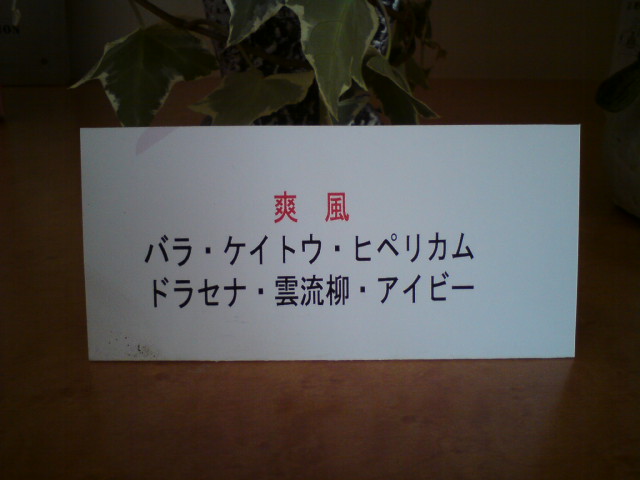 爽 風
バラ・ケイトウ・ヒペリカム
ドラセナ・雲流柳・アイビー